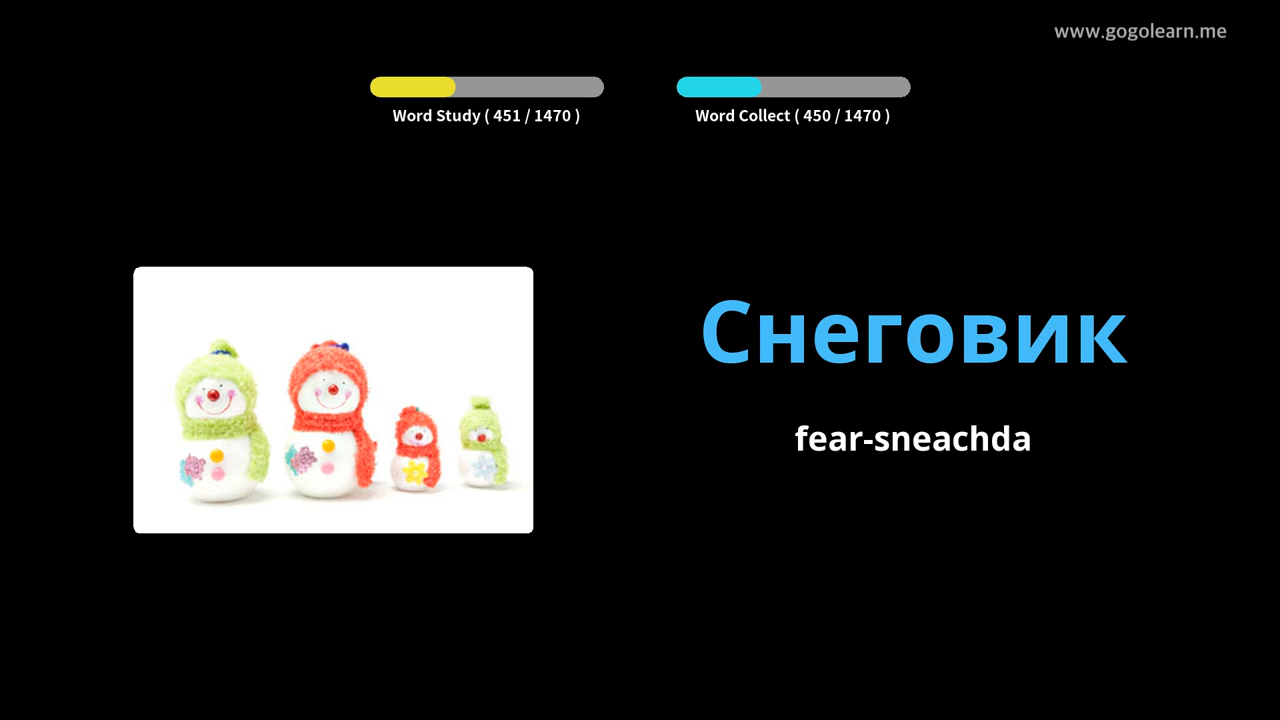 www.gogolearn.me
Word Study ( 451 / 1470 )
Word Collect ( 450 / 1470 )
Снеговик
fear-sneachda